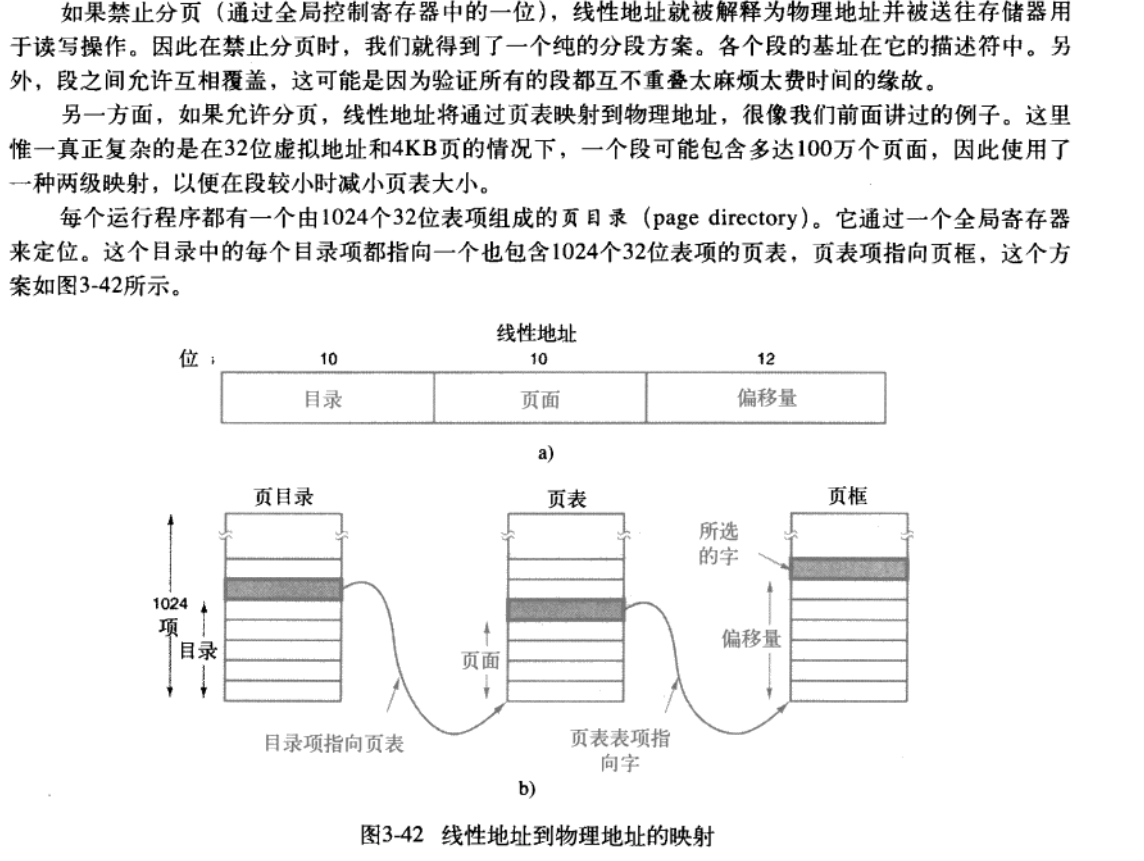 如果禁止分页（通过全局控制寄存器中的一位），线性地址就被解释为物理地址并被送往存储器用
于读写操作。因此在禁止分页时，我们就得到了一个纯的分段方案。各个段的基址在它的描述符中。另
外，段之间允许互相覆盖，这可能是因为验证所有的段都互不重叠太麻烦太费时间的缘故。
另一方面，如果允许分页，线性地址将通过页表映射到物理地址，很像我们前面讲过的例子。这里
惟一真正复杂的是在32位虚拟地址和4KB页的情况下，一个段可能包含多达100万个页面，因此使用了
一种两级映射，以便在段较小时减小页表大小。
每个运行程序都有一个由1024个32位表项组成的页目录（page directory）。它通过一个全局寄存器
来定位。这个目录中的每个目录项都指向一个也包含1024个32位表项的页表，页表项指向页框，这个方
案如图3-42所示。
线性地址
位： 10 10 12
目录 页面 偏移量
a)
页目录 页表 页框
所选
的字
1024
项
目录
页面
偏移量
目录项指向页表
页表表项指
向字
b)
图3-42 线性地址到物理地址的映射